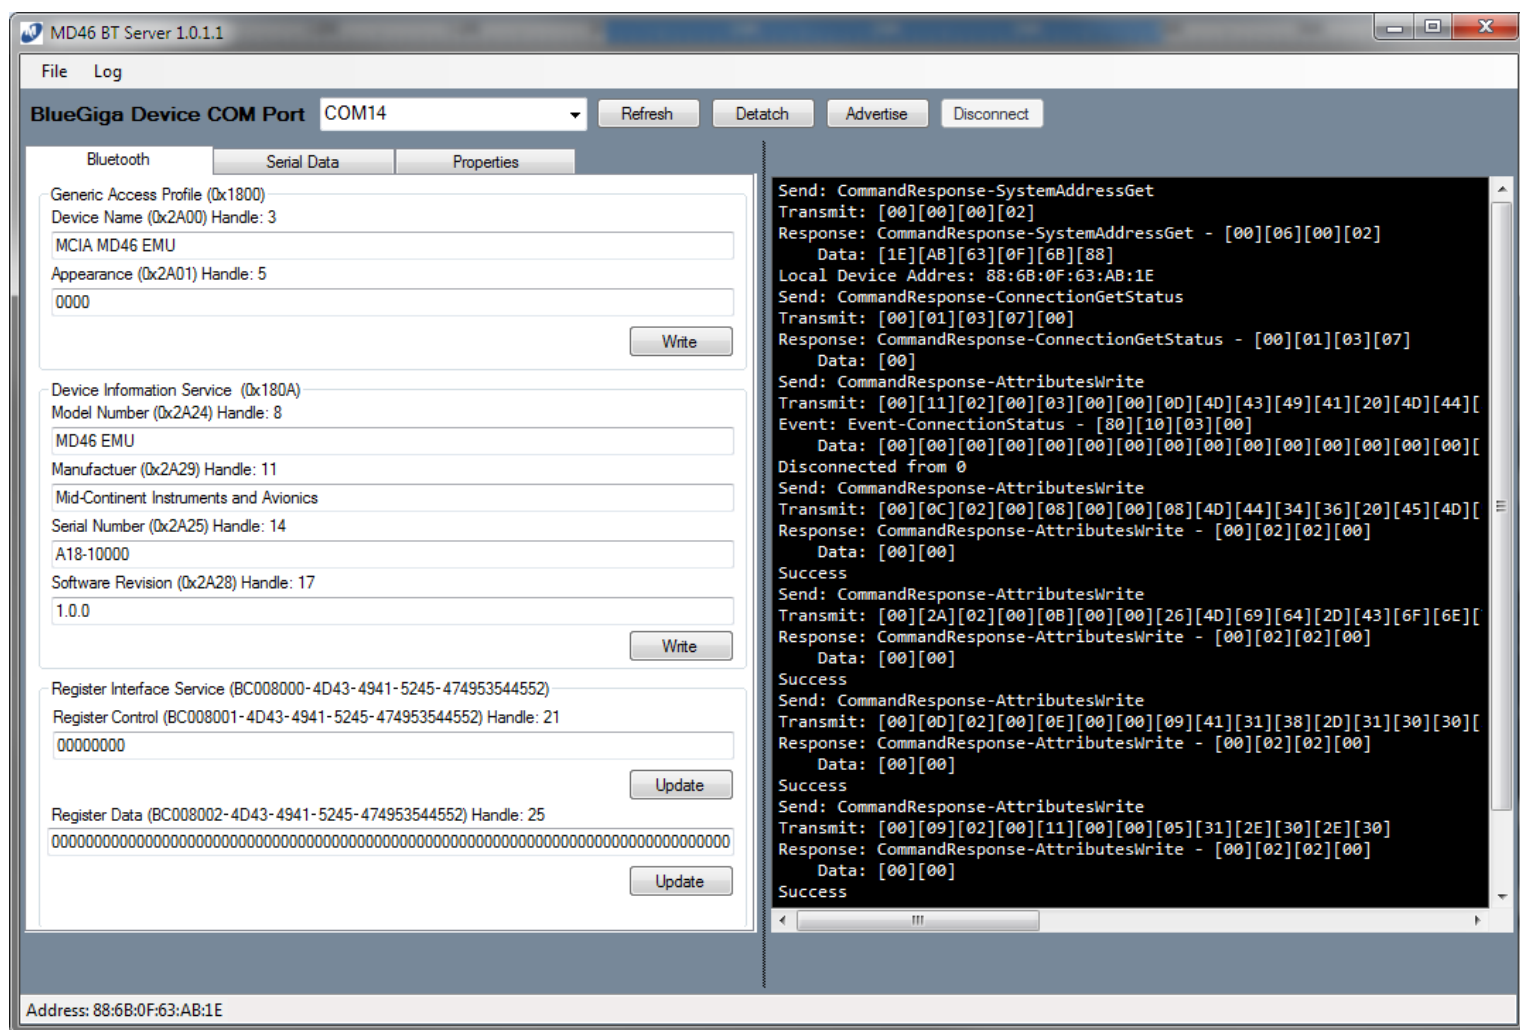 MD46 BT Server 1.0.1.1
File Log
BlueGiga Device COM Port COM14 Refresh Detatch Advertise Disconnect
Bluetooth Serial Data Properties
Generic Access Profile (0x1800)
Device Name (0x2A00) Handle: 3
MCIA MD46 EMU
Appearance (0x2A01) Handle: 5
0000
Write
Device Information Service (0x180A)
Model Number (0x2A24) Handle: 8
MD46 EMU
Manufactuer (0x2A29) Handle: 11
Mid-Continent Instruments and Avionics
Serial Number (0x2A25) Handle: 14
A18-10000
Software Revision (0x2A28) Handle: 17
1.0.0
Write
Register Interface Service (BC008000-4D43-4941-5245-474953544552)
Register Control (BC008001-4D43-4941-5245-474953544552) Handle: 21
00000000
Update
Register Data (BC008002-4D43-4941-5245-474953544552) Handle: 25
Update
Send: CommandResponse-SystemAddressGet
Transmit: [00][00][00][02]
Response: CommandResponse-SystemAddressGet - [00][06][00][02]
Data: [1E][AB][63][0F][6B][88]
Local Device Addres: 88:6B:0F:63:AB:1E
Send: CommandResponse-ConnectionGetStatus
Transmit: [00][01][03][07][00]
Response: CommandResponse-ConnectionGetStatus - [00][01][03][07]
Data: [00]
Send: CommandResponse-AttributesWrite
Transmit: [00][11][02][00][03][00][00][0D][4D][43][49][41][20][4D][44][
Event: Event-ConnectionStatus - [80][10][03][00]
Data: [00][00][00][00][00][00][00][00][00][00][00][00][00][00][
Disconnected from 0
Send: CommandResponse-AttributesWrite
Transmit: [00][0C][02][00][08][00][00][08][4D][44][34][36][20][45][4D][
Response: CommandResponse-AttributesWrite - [00][02][02][00]
Data: [00][00]
Success
Send: CommandResponse-AttributesWrite
Transmit: [00][2A][02][00][0B][00][00][26][4D][69][64][2D][43][6F][6E][
Response: CommandResponse-AttributesWrite - [00][02][02][00]
Data: [00][00]
Success
Send: CommandResponse-AttributesWrite
Transmit: [00][0D][02][00][0E][00][00][09][41][31][38][2D][31][30][30][
Response: CommandResponse-AttributesWrite - [00][02][02][00]
Data: [00][00]
Success
Send: CommandResponse-AttributesWrite
Transmit: [00][09][02][00][11][00][00][05][31][2E][30][2E][30]
Response: CommandResponse-AttributesWrite - [00][02][02][00]
Data: [00][00]
Success
Address: 88:6B:0F:63:AB:1E